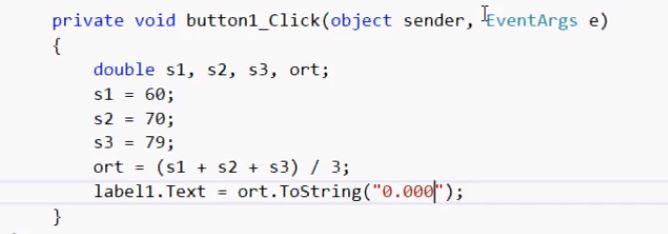 private void button1_Click(object sender, EventArgs e)
{
double s1, s2, s3, ort;
s1 = 60;
s2 = 70;
s3 = 79;
ort = (s1 + s2 + s3) / 3;
label1.Text = ort.ToString("0.000");
}